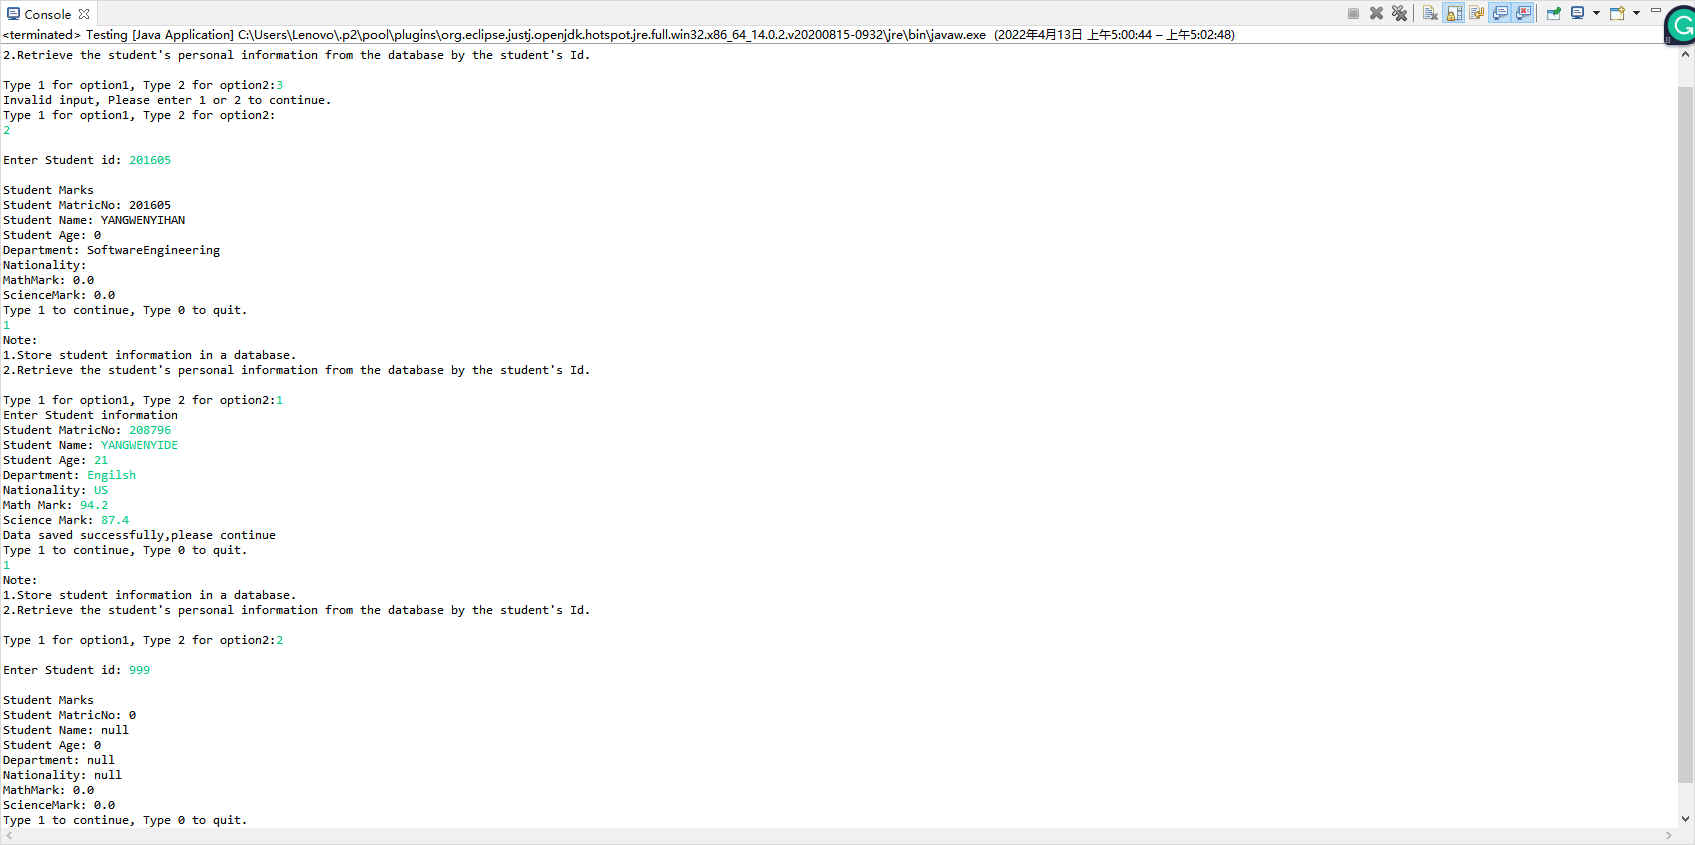 Console
<terminated> Testing [Java Application] C:\Users\Lenovo\.p2\pool\plugins\org.eclipse.justj.openjdk.hotspot.jre.full.win32.x86_64_14.0.2.v20200815-0932\jre\bin\javaw.exe (2022年4月13日 上午5:00:44 – 上午5:02:48)
2.Retrieve the student's personal information from the database by the student's Id.
Type 1 for option1, Type 2 for option2:3
Invalid input, Please enter 1 or 2 to continue.
Type 1 for option1, Type 2 for option2:
2
Enter Student id: 201605
Student Marks
Student MatricNo: 201605
Student Name: YANGWENYIHAN
Student Age: 0
Department: SoftwareEngineering
Nationality:
MathMark: 0.0
ScienceMark: 0.0
Type 1 to continue, Type 0 to quit.
1
Note:
1.Store student information in a database.
2.Retrieve the student's personal information from the database by the student's Id.
Type 1 for option1, Type 2 for option2:1
Enter Student information
Student MatricNo: 208796
Student Name: YANGWENYIDE
Student Age: 21
Department: Engilsh
Nationality: US
Math Mark: 94.2
Science Mark: 87.4
Data saved successfully,please continue
Type 1 to continue, Type 0 to quit.
1
Note:
1.Store student information in a database.
2.Retrieve the student's personal information from the database by the student's Id.
Type 1 for option1, Type 2 for option2:2
Enter Student id: 999
Student Marks
Student MatricNo: 0
Student Name: null
Student Age: 0
Department: null
Nationality: null
MathMark: 0.0
ScienceMark: 0.0
Type 1 to continue, Type 0 to quit.